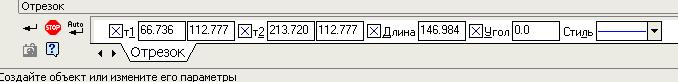 Отрезок
Auto т1 66.736 112.777 т2 213.720 112.777 Длина 146.984 Угол 0.0 Стиль
STOP
Отрезок
Создайте объект или измените его параметры